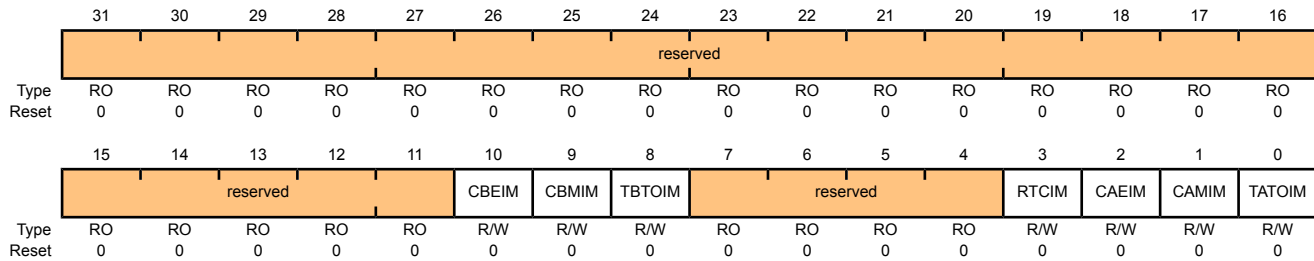 31 30 29 28 27 26 25 24 23 22 21 20 19 18 17 16
reserved
Type RO RO RO RO RO RO RO RO RO RO RO RO RO RO RO RO
Reset 0 0 0 0 0 0 0 0 0 0 0 0 0 0 0 0
15 14 13 12 11 10 9 8 7 6 5 4 3 2 1 0
reserved CBEIM CBMIM TBTOIM reserved RTCIM CAEIM CAMIM TATOIM
Type RO RO RO RO RO R/W R/W R/W RO RO RO RO R/W R/W R/W R/W
Reset 0 0 0 0 0 0 0 0 0 0 0 0 0 0 0 0